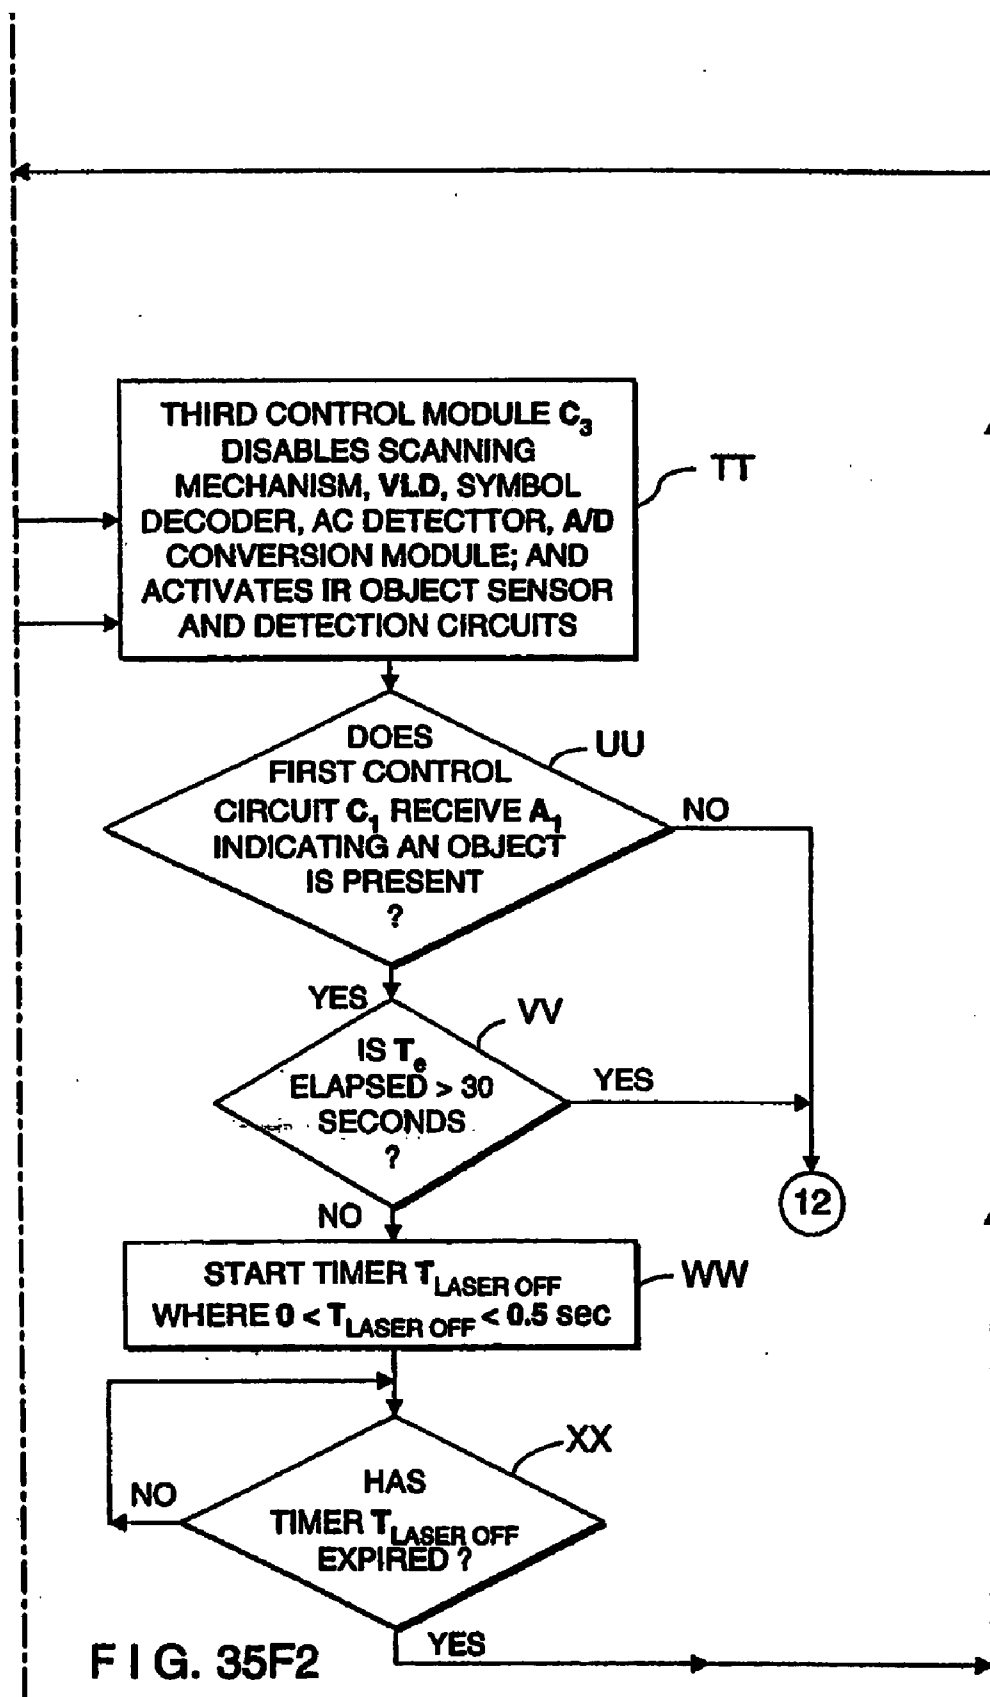 THIRD CONTROL MODULE C3
DISABLES SCANNING
MECHANISM, VLD, SYMBOL
DECODER, AC DETECTTOR, A/D
CONVERSION MODULE; AND
ACTIVATES IR OBJECT SENSOR
AND DETECTION CIRCUITS
TT
DOES
FIRST CONTROL
CIRCUIT C1 RECEIVE A1
INDICATING AN OBJECT
IS PRESENT
?
UU
NO
YES
IS Te
ELAPSED > 30
SECONDS
?
VV
YES
12
NO
START TIMER TLASER OFF
WHERE 0 < TLASER OFF < 0.5 sec
WW
HAS
TIMER TLASER OFF
EXPIRED ?
XX
NO
YES
F I G. 35F2